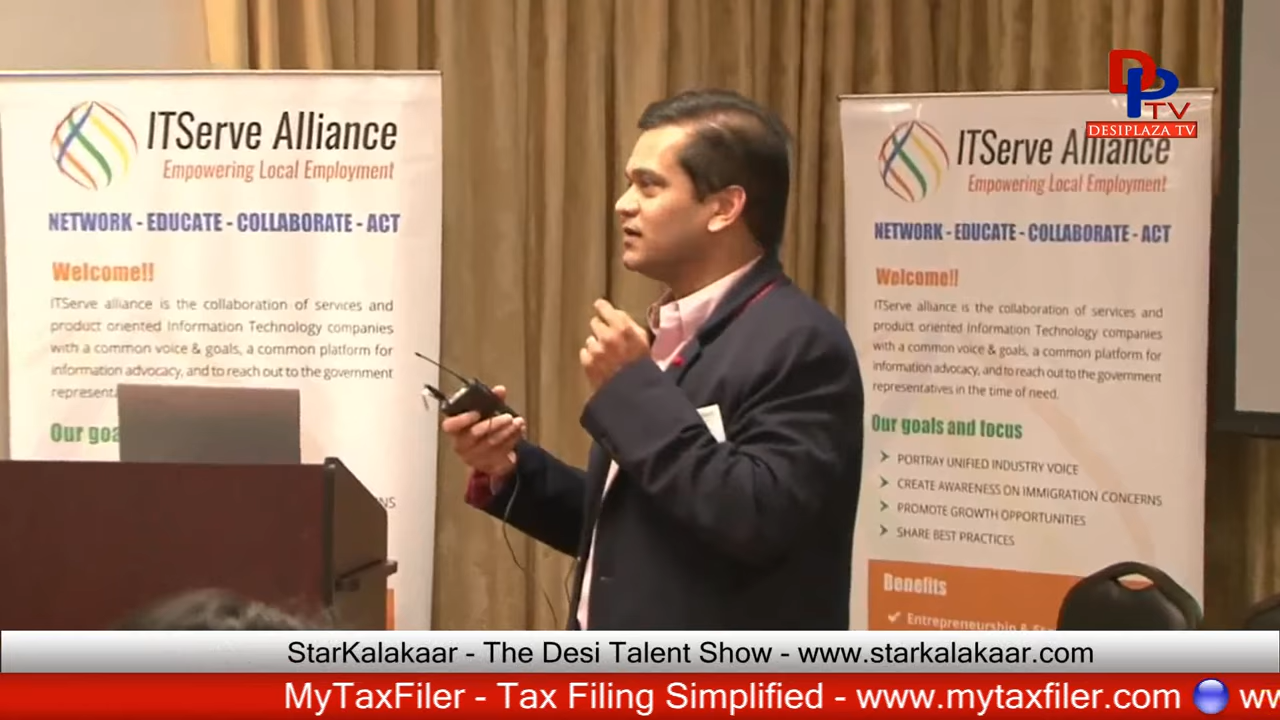 ITServe Alliance
Empowering Local Employment
NETWORK - EDUCATE - COLLABORATE - ACT
Welcome!!
ITServe alliance is the collaboration of services and
product oriented Information Technology companies
with a common voice & goals, a common platform for
information advocacy, and to reach out to the government
Our
DPTV
DESIPLAZA TV
ITServe Alliance
Empowering Local Employment
NETWORK - EDUCATE - COLLABORATE - ACT
Welcome!!
ITServe alliance is the collaboration of services and
product oriented Information Technology companies
with a common voice & goals, a common platform for
information advocacy, and to reach out to the government
representatives in the time of need.
Our goals and focus
PORTRAY UNIFIED INDUSTRY VOICE
CREATE AWARENESS ON IMMIGRATION CONCERNS
PROMOTE GROWTH OPPORTUNITIES
SHARE BEST PRACTICES
Benefits
Entrepreneurship &
StarKalakaar - The Desi Talent Show - www.starkalakaar.com
MyTaxFiler - Tax Filing Simplified - www.mytaxfiler.com